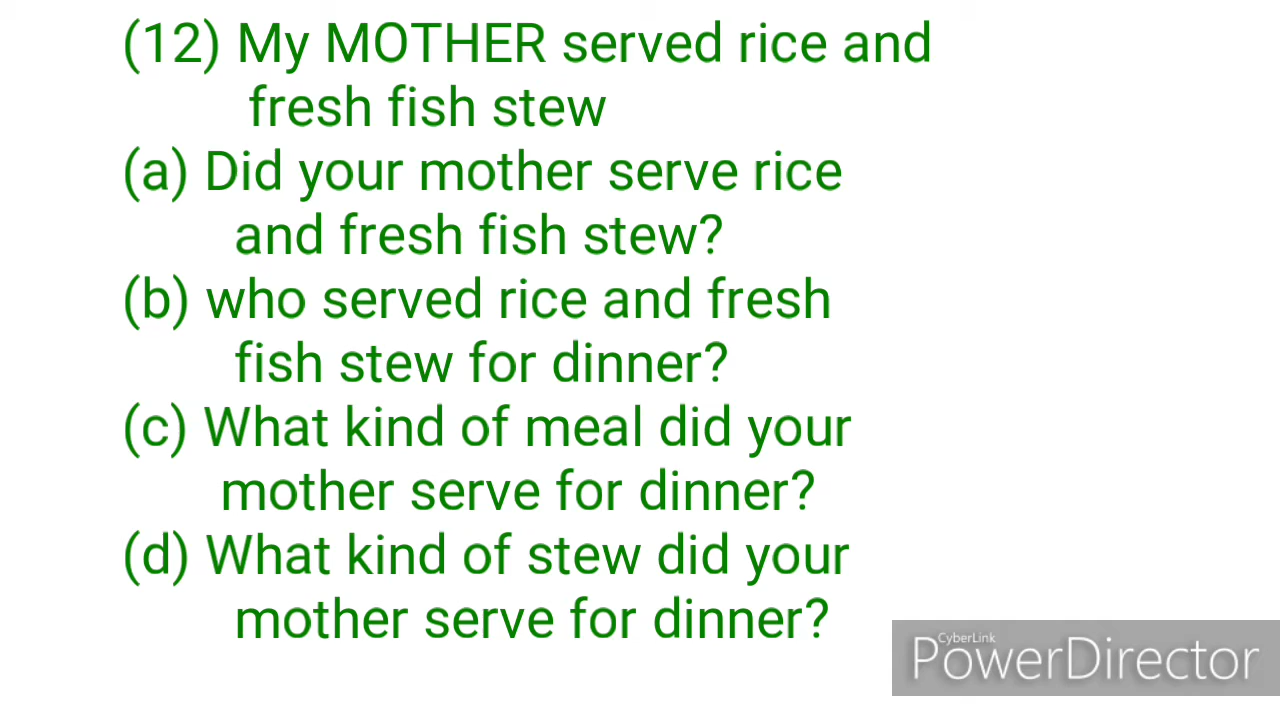 (12) My MOTHER served rice and
fresh fish stew
(a) Did your mother serve rice
and fresh fish stew?
(b) who served rice and fresh
fish stew for dinner?
(c) What kind of meal did your
mother serve for dinner?
(d) What kind of stew did your
mother serve for dinner?
CyberLink
PowerDirector